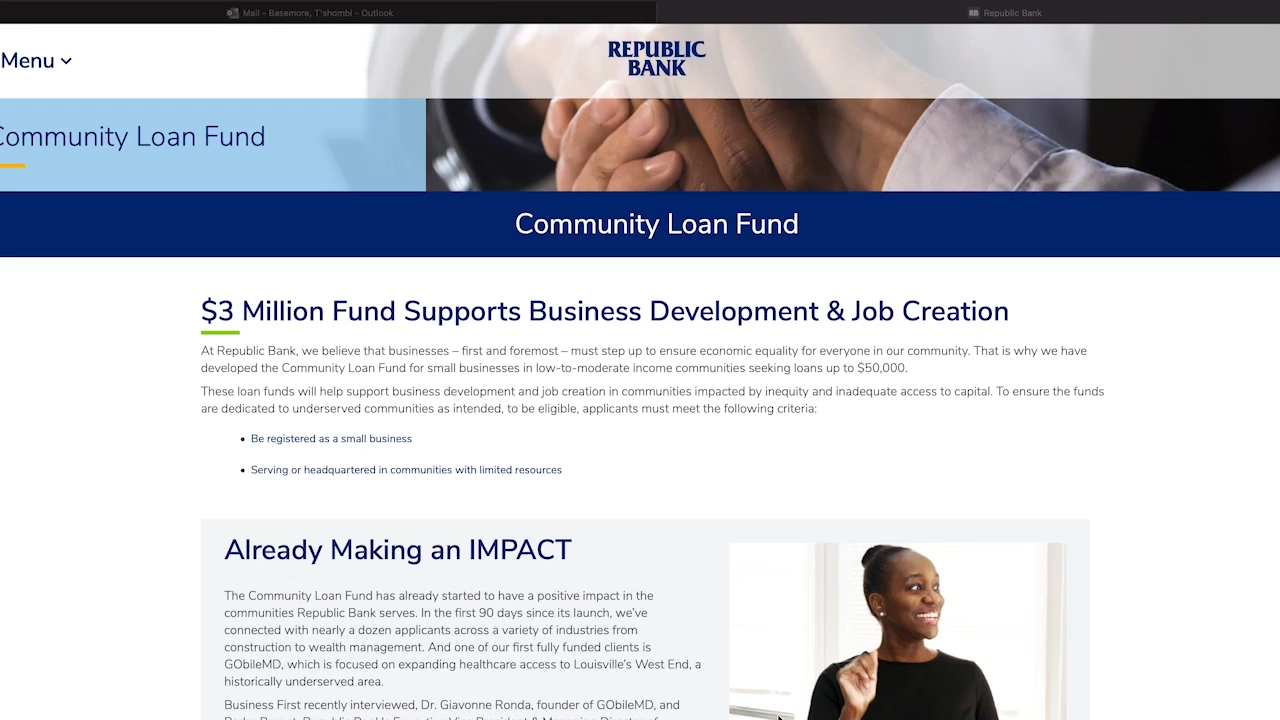 Mail - Basemore, T'shombi - Outlook
Republic Bank
Menu
REPUBLIC
BANK
Community Loan Fund
Community Loan Fund
$3 Million Fund Supports Business Development & Job Creation
At Republic Bank, we believe that businesses – first and foremost – must step up to ensure economic equality for everyone in our community. That is why we have
developed the Community Loan Fund for small businesses in low-to-moderate income communities seeking loans up to $50,000.
These loan funds will help support business development and job creation in communities impacted by inequity and inadequate access to capital. To ensure the funds
are dedicated to underserved communities as intended, to be eligible, applicants must meet the following criteria:
• Be registered as a small business
• Serving or headquartered in communities with limited resources
Already Making an IMPACT
The Community Loan Fund has already started to have a positive impact in the
communities Republic Bank serves. In the first 90 days since its launch, we've
connected with nearly a dozen applicants across a variety of industries from
construction to wealth management. And one of our first fully funded clients is
GObileMD, which is focused on expanding healthcare access to Louisville's West End, a
historically underserved area.
Business First recently interviewed, Dr. Giavonne Ronda, founder of GObileMD, and